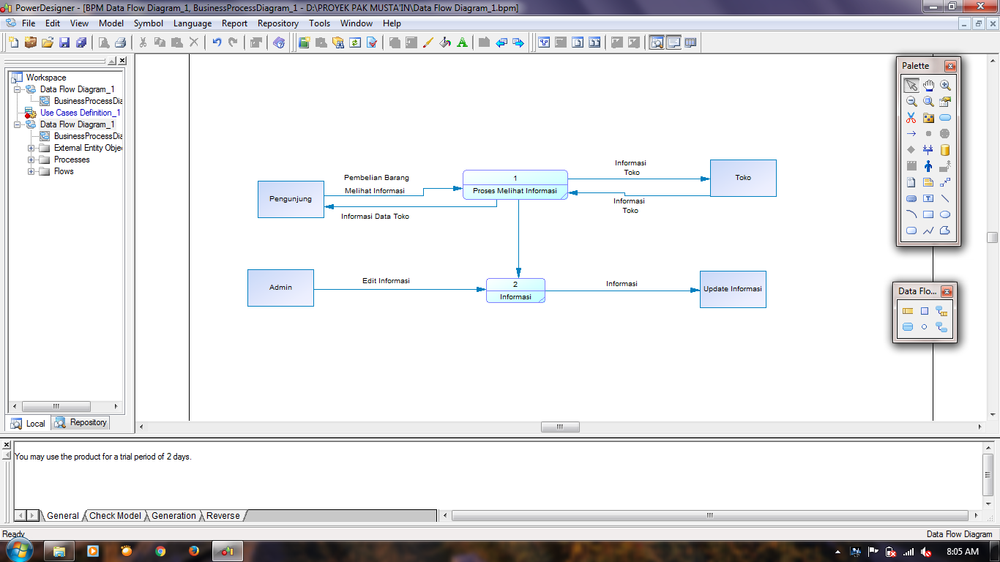 PowerDesigner - [BPM Data Flow Diagram_1, BusinessProcessDiagram_1 - D:\PROYEK PAK MUSTA'IN\Data Flow Diagram_1.bpm]
File Edit View Model Symbol Language Report Repository Tools Window Help
Workspace
Data Flow Diagram_1
BusinessProcessDia
Use Cases Definition_1
Data Flow Diagram_1
BusinessProcessDia
External Entity Obje
Processes
Flows
Local Repository
Pengunjung
Pembelian Barang
Melihat Informasi
Informasi Data Toko
1
Proses Melihat Informasi
Informasi
Toko
Informasi
Toko
Toko
Admin
Edit Informasi
2
Informasi
Informasi
Update Informasi
Palette
Data Flo...
You may use the product for a trial period of 2 days.
General Check Model Generation Reverse
Ready
Data Flow Diagram
8:05 AM